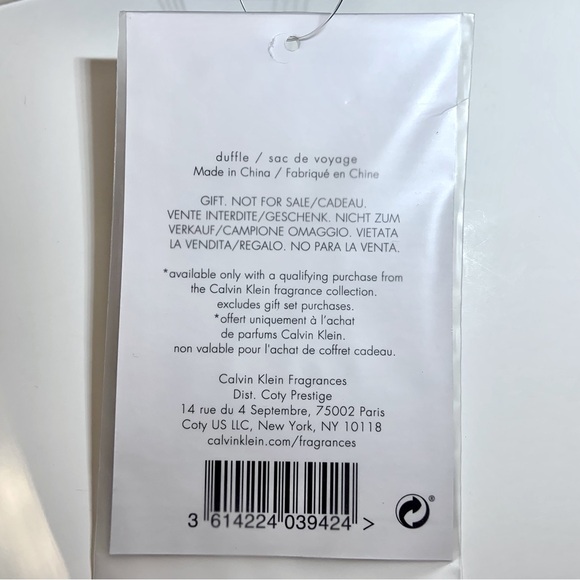 duffle / sac de voyage
Made in China / Fabriqué en Chine
GIFT. NOT FOR SALE/CADEAU.
VENTE INTERDITE/GESCHENK. NICHT ZUM
VERKAUF/CAMPIONE OMAGGIO. VIETATA
LA VENDITA/REGALO. NO PARA LA VENTA.
*available only with a qualifying purchase from
the Calvin Klein fragrance collection.
excludes gift set purchases.
*offert uniquement à l'achat
de parfums Calvin Klein.
non valable pour l'achat de coffret cadeau.
Calvin Klein Fragrances
Dist. Coty Prestige
14 rue du 4 Septembre, 75002 Paris
Coty US LLC, New York, NY 10118
calvinklein.com/fragrances
3 614224 039424 >
®